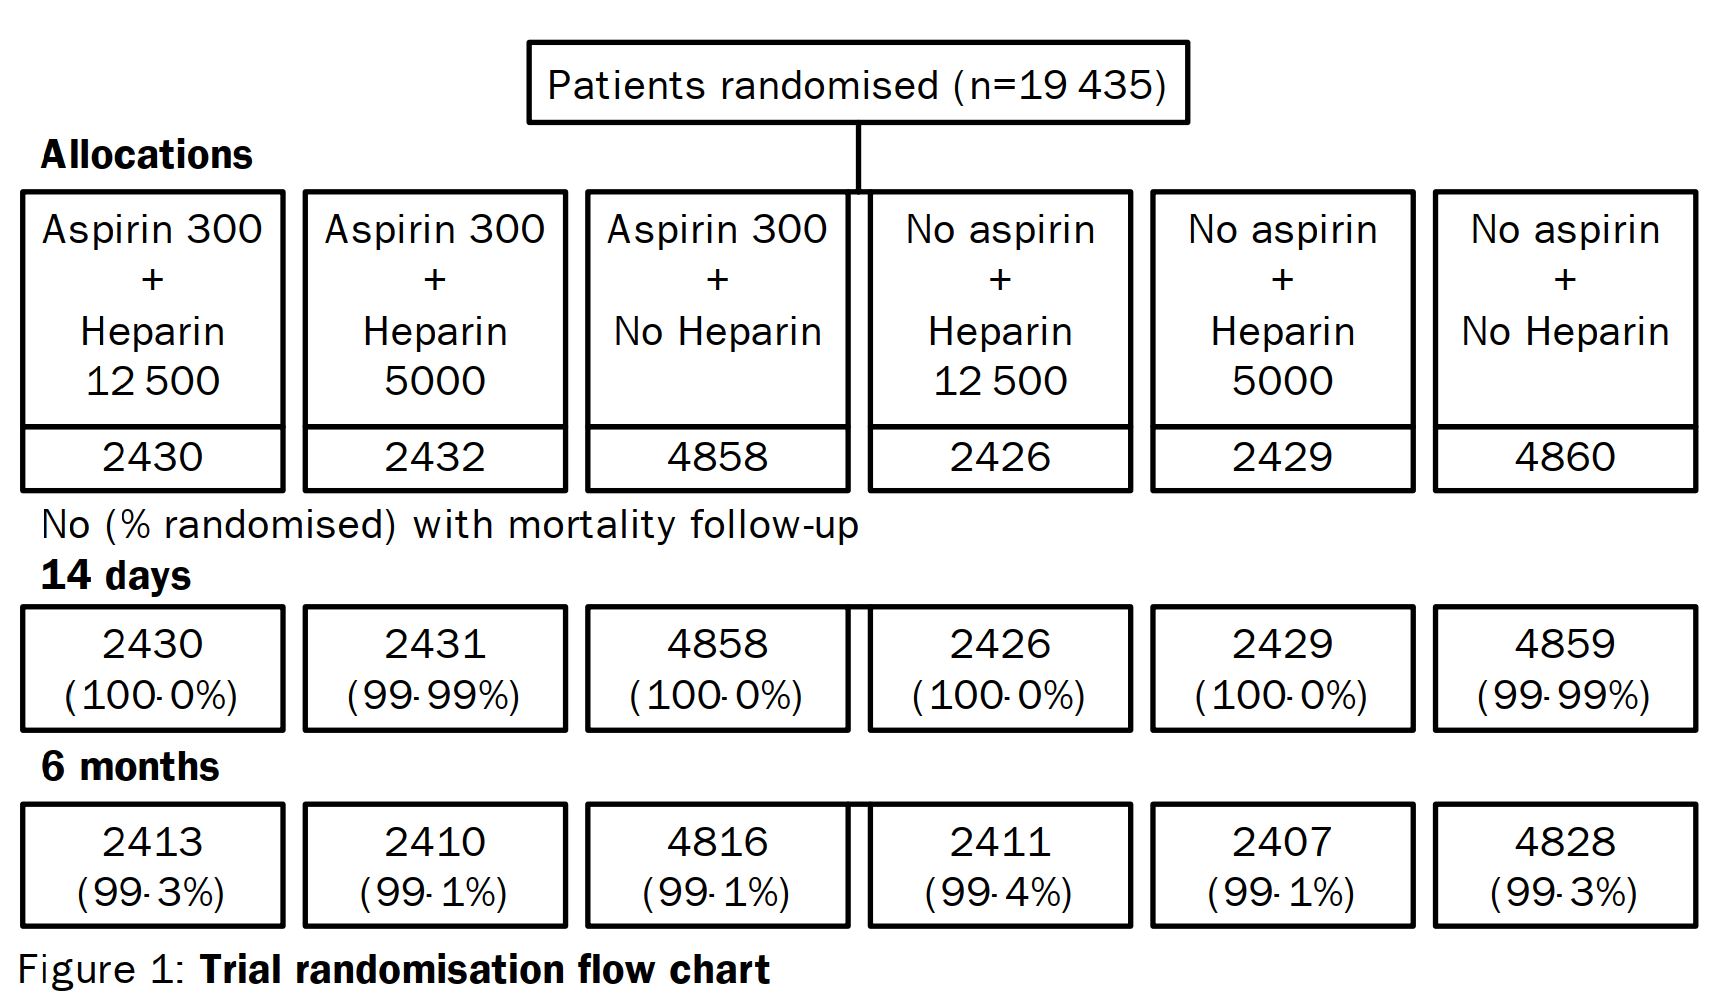 Patients randomised (n=19 435)
Allocations
Aspirin 300
+
Heparin
12 500
2430
Aspirin 300
+
Heparin
5000
2432
Aspirin 300
+
No Heparin
4858
No aspirin
+
Heparin
12 500
2426
No aspirin
+
Heparin
5000
2429
No aspirin
+
No Heparin
4860
No (% randomised) with mortality follow-up
14 days
2430
(100·0%)
2431
(99·99%)
4858
(100·0%)
2426
(100·0%)
2429
(100·0%)
4859
(99·99%)
6 months
2413
(99·3%)
2410
(99·1%)
4816
(99·1%)
2411
(99·4%)
2407
(99·1%)
4828
(99·3%)
Figure 1: Trial randomisation flow chart